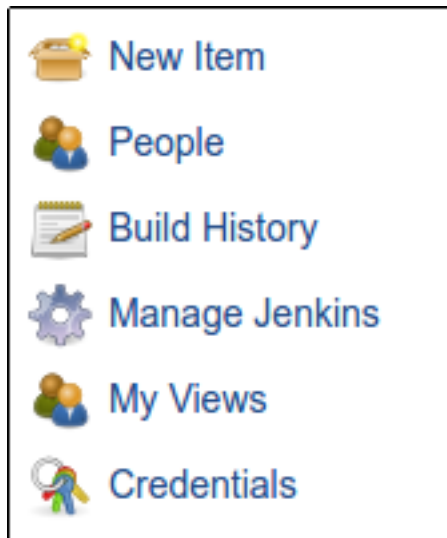 New Item
People
Build History
Manage Jenkins
My Views
Credentials